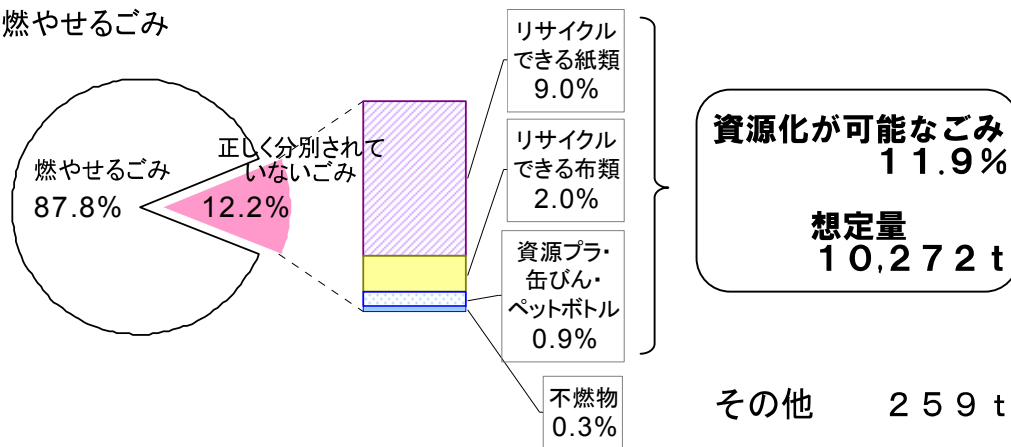 燃やせるごみ
燃やせるごみ
87.8%
正しく分別されて
いないごみ
12.2%
リサイクル
できる紙類
9.0%
リサイクル
できる布類
2.0%
資源プラ・
缶びん・
ペットボトル
0.9%
不燃物
0.3%
資源化が可能なごみ
１１.９%
想定量
１０,２７２ｔ
その他　２５９ｔ